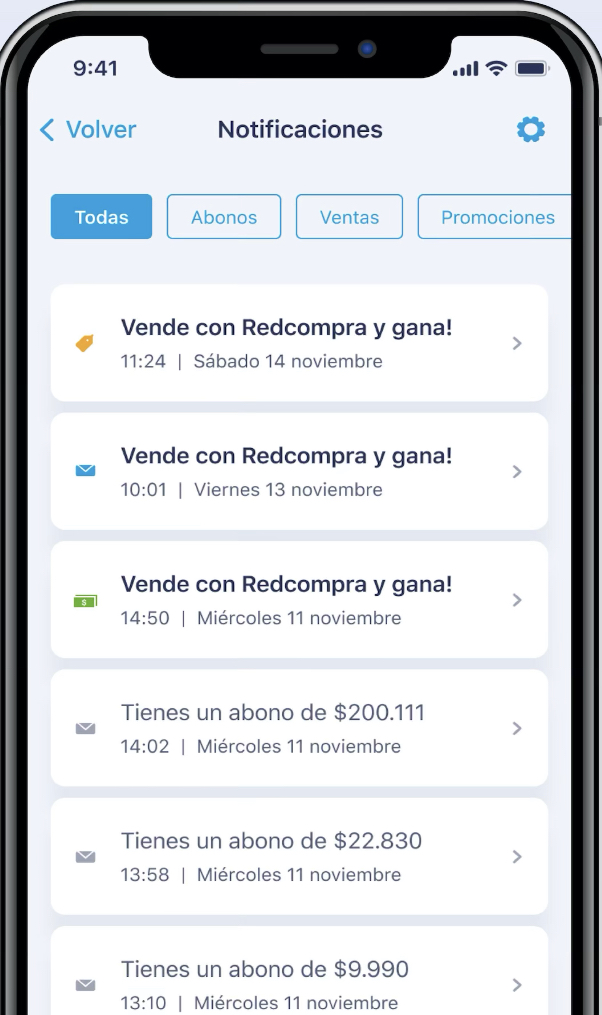 9:41
Volver
Notificaciones
Todas
Abonos
Ventas
Promociones
Vende con Redcompra y gana!
11:24 | Sábado 14 noviembre
Vende con Redcompra y gana!
10:01 | Viernes 13 noviembre
Vende con Redcompra y gana!
$
14:50 | Miércoles 11 noviembre
Tienes un abono de $200.111
14:02 | Miércoles 11 noviembre
Tienes un abono de $22.830
13:58 | Miércoles 11 noviembre
Tienes un abono de $9.990
13:10 | Miércoles 11 noviembre